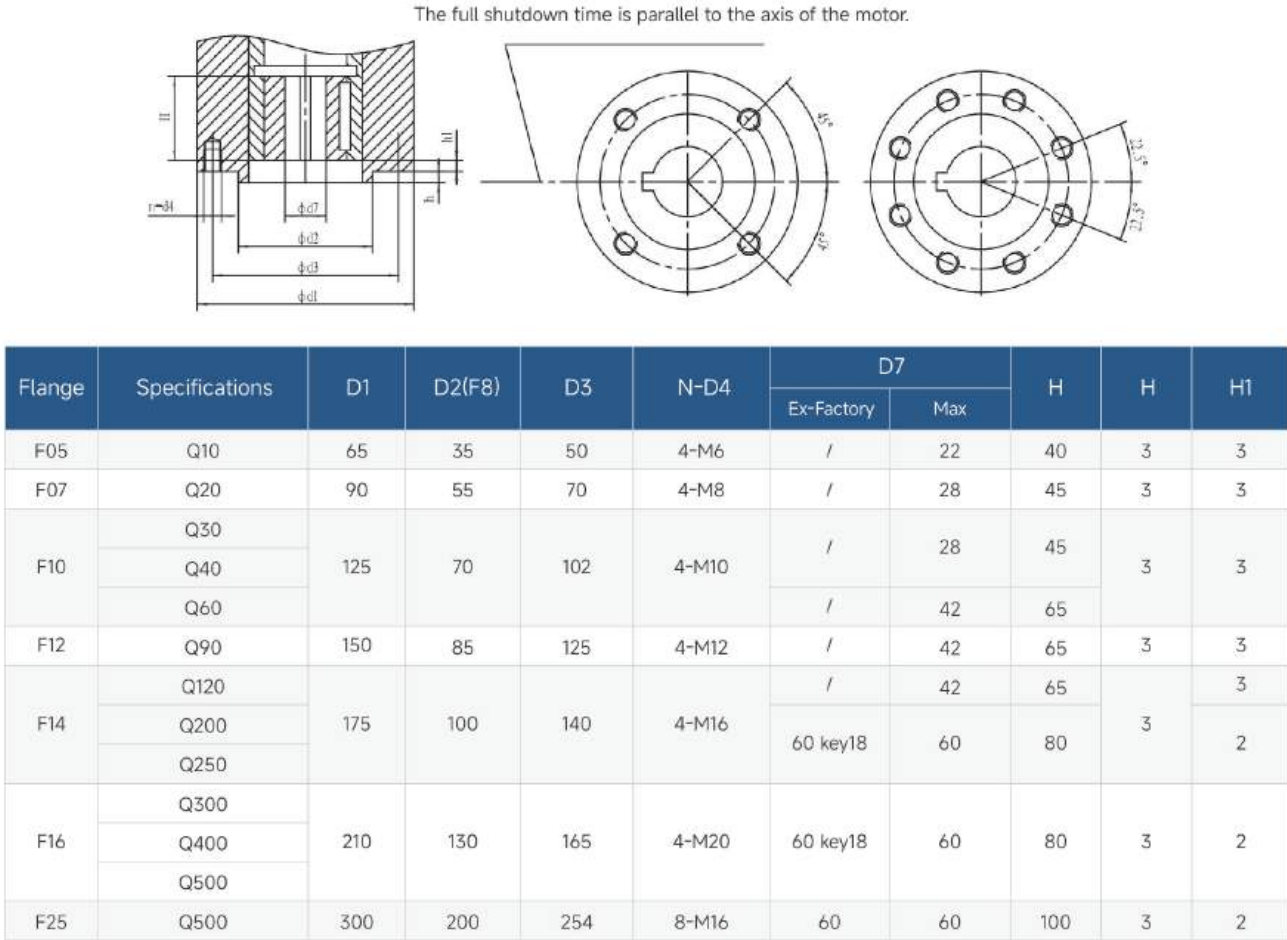 The full shutdown time is parallel to the axis of the motor.
H
h1
h
n-d4
φd7
φd2
φd3
φd1
45°
45°
22.5°
22.5°
Flange Specifications D1 D2(F8) D3 N-D4 D7 H H H1
Ex-Factory Max
F05 Q10 65 35 50 4-M6 / 22 40 3 3
F07 Q20 90 55 70 4-M8 / 28 45 3 3
Q30
/ 28 45
F10 Q40 125 70 102 4-M10 3 3
Q60 / 42 65
F12 Q90 150 85 125 4-M12 / 42 65 3 3
Q120 / 42 65 3
F14 Q200 175 100 140 4-M16 3
60 key18 60 80 2
Q250
Q300
F16 Q400 210 130 165 4-M20 60 key18 60 80 3 2
Q500
F25 Q500 300 200 254 8-M16 60 60 100 3 2